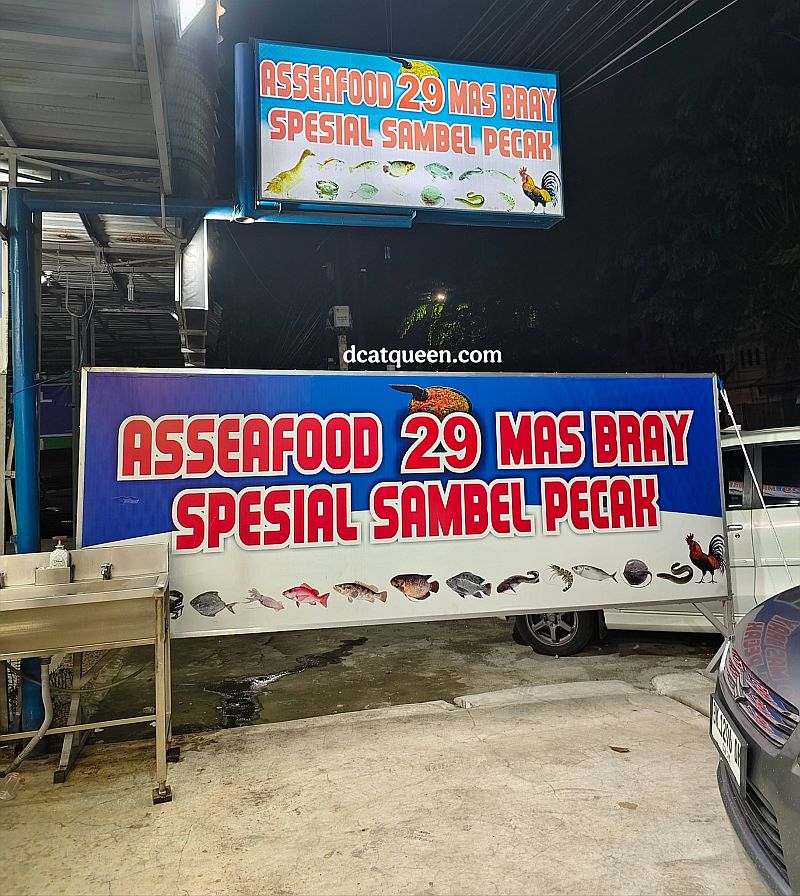 ASSEAFOOD 29 MAS BRAY
SPESIAL SAMBEL PECAK
dcatqueen.com
ASSEAFOOD 29 MAS BRAY
SPESIAL SAMBEL PECAK